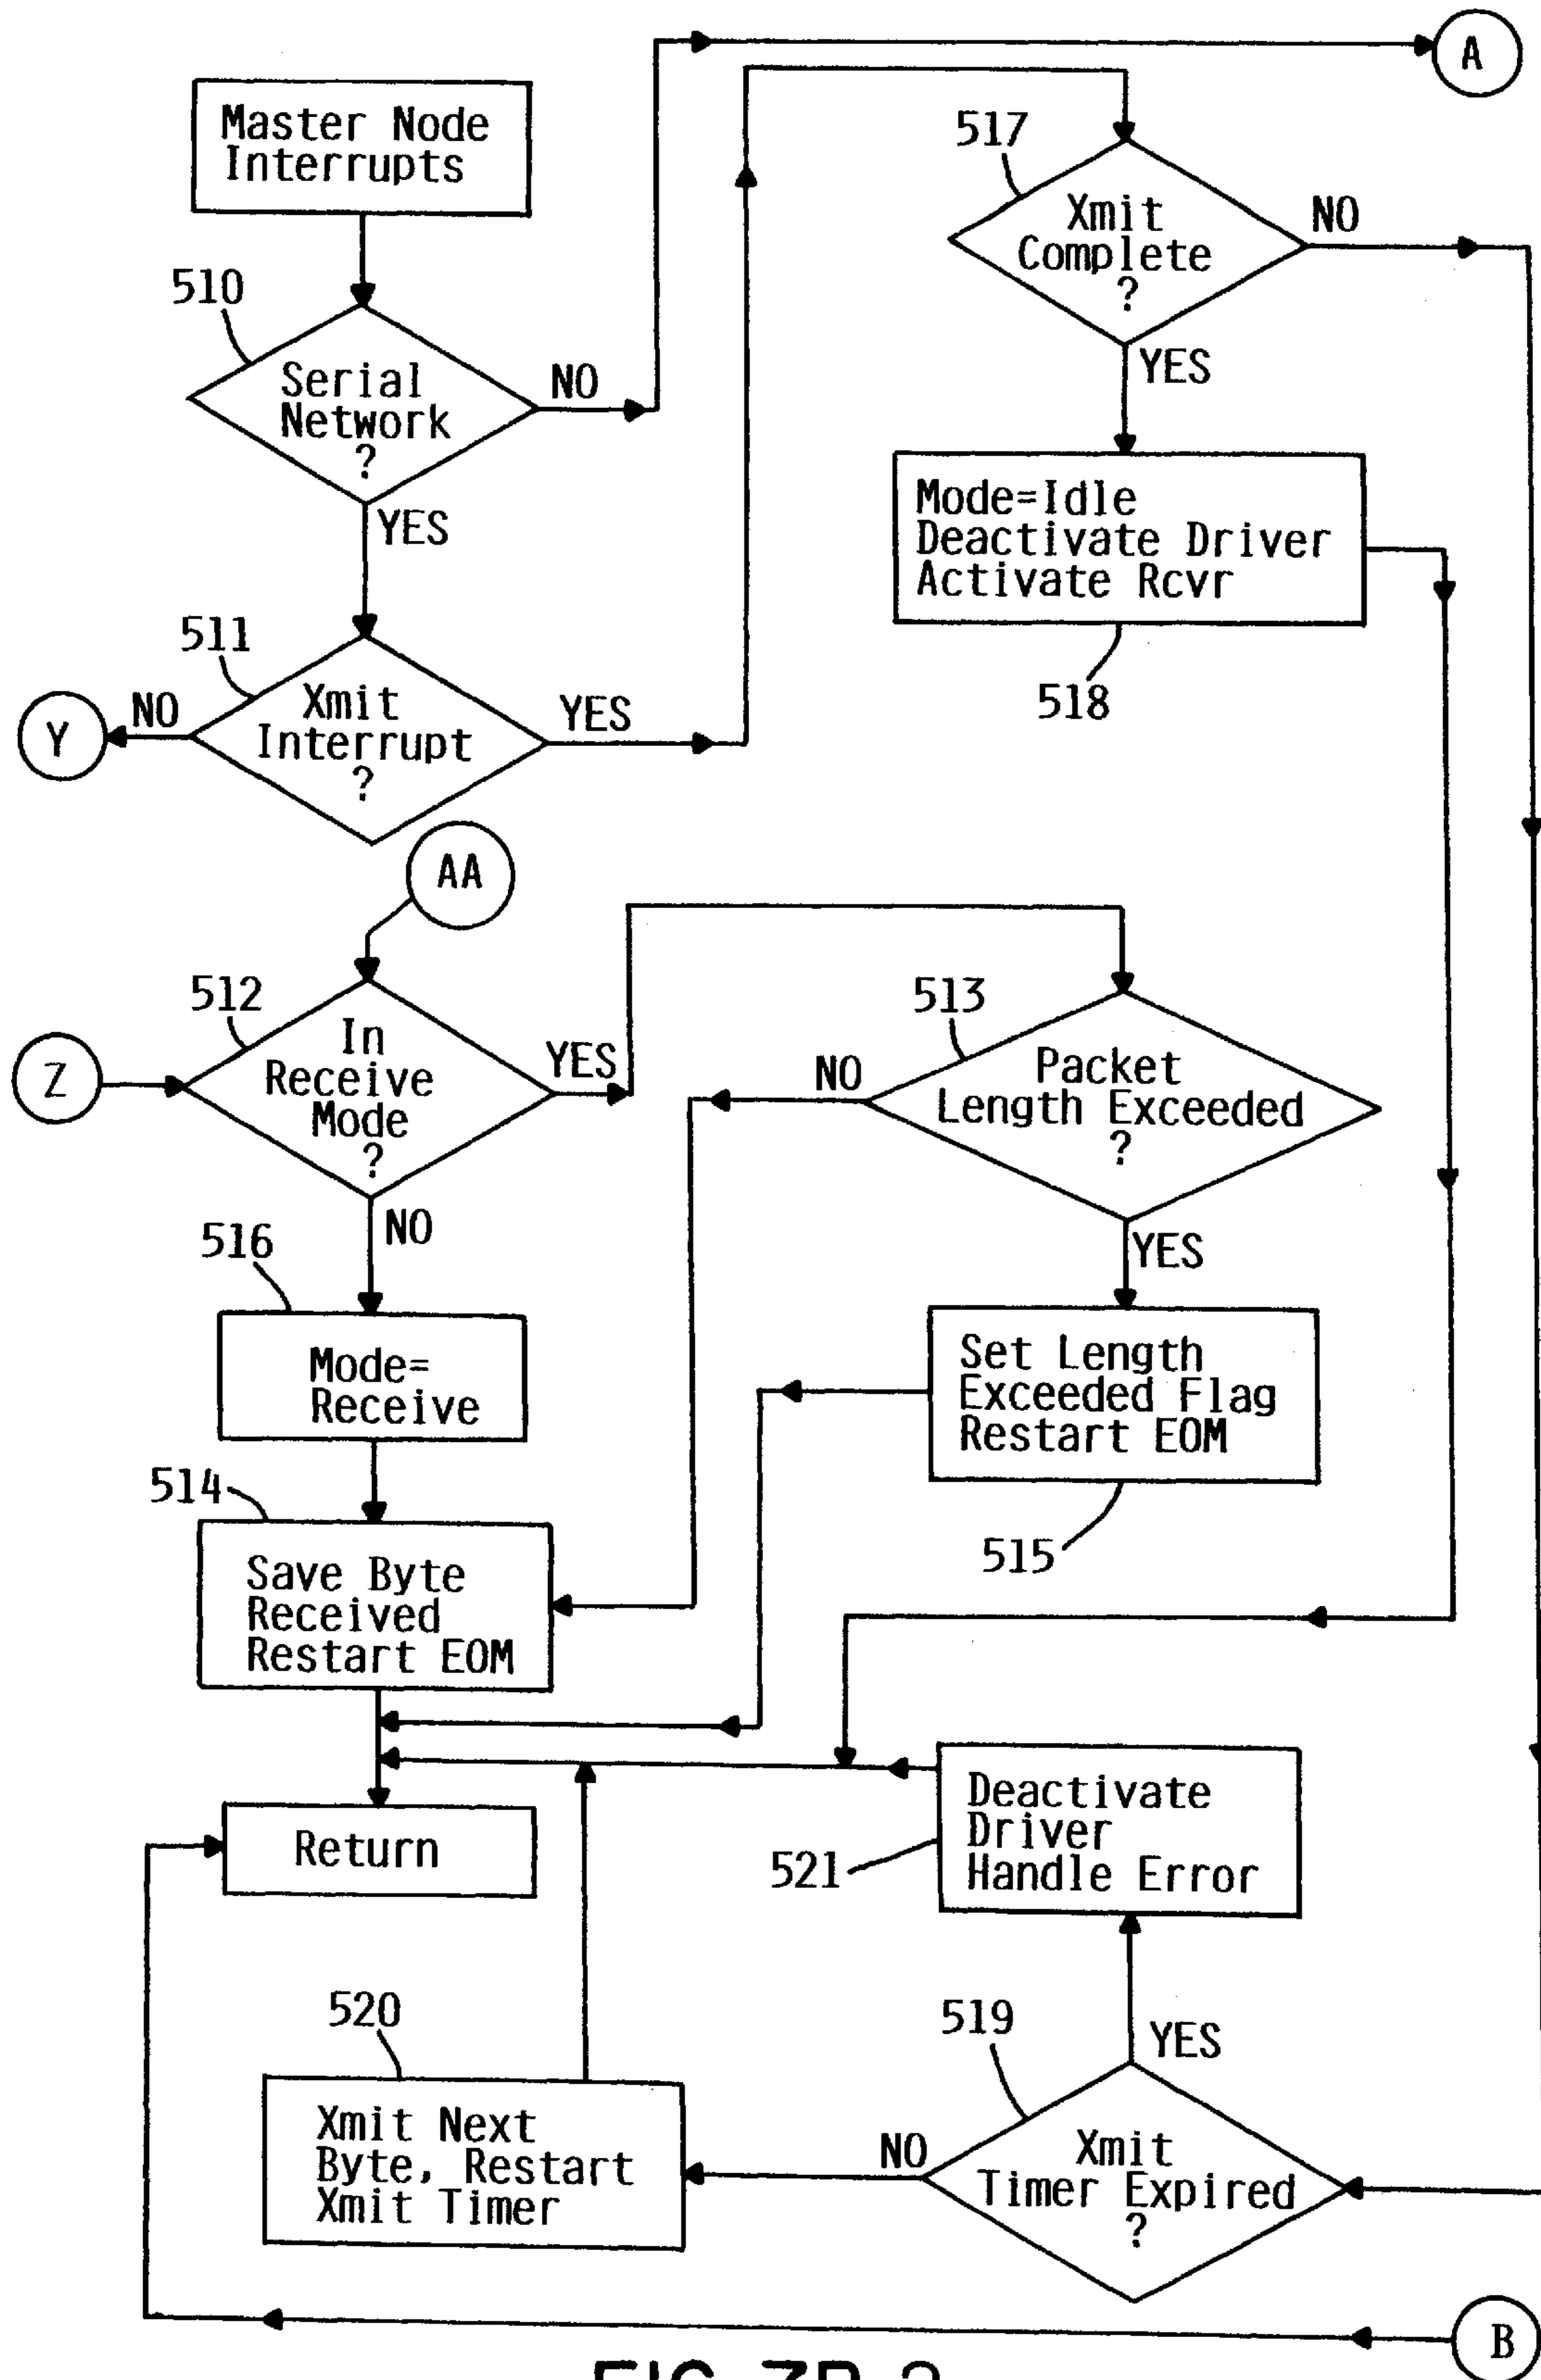 A
Master Node
Interrupts
517
Xmit
Complete
?
NO
YES
510
Serial
Network
?
NO
YES
Mode=Idle
Deactivate Driver
Activate Rcvr
518
511
Xmit
Interrupt
?
NO
YES
Y
AA
512
In
Receive
Mode
?
YES
NO
Z
513
Packet
Length Exceeded
?
NO
YES
516
Mode=
Receive
Set Length
Exceeded Flag
Restart EOM
515
514
Save Byte
Received
Restart EOM
Return
Deactivate
Driver
Handle Error
521
520
Xmit Next
Byte, Restart
Xmit Timer
519
YES
NO
Xmit
Timer Expired
?
B